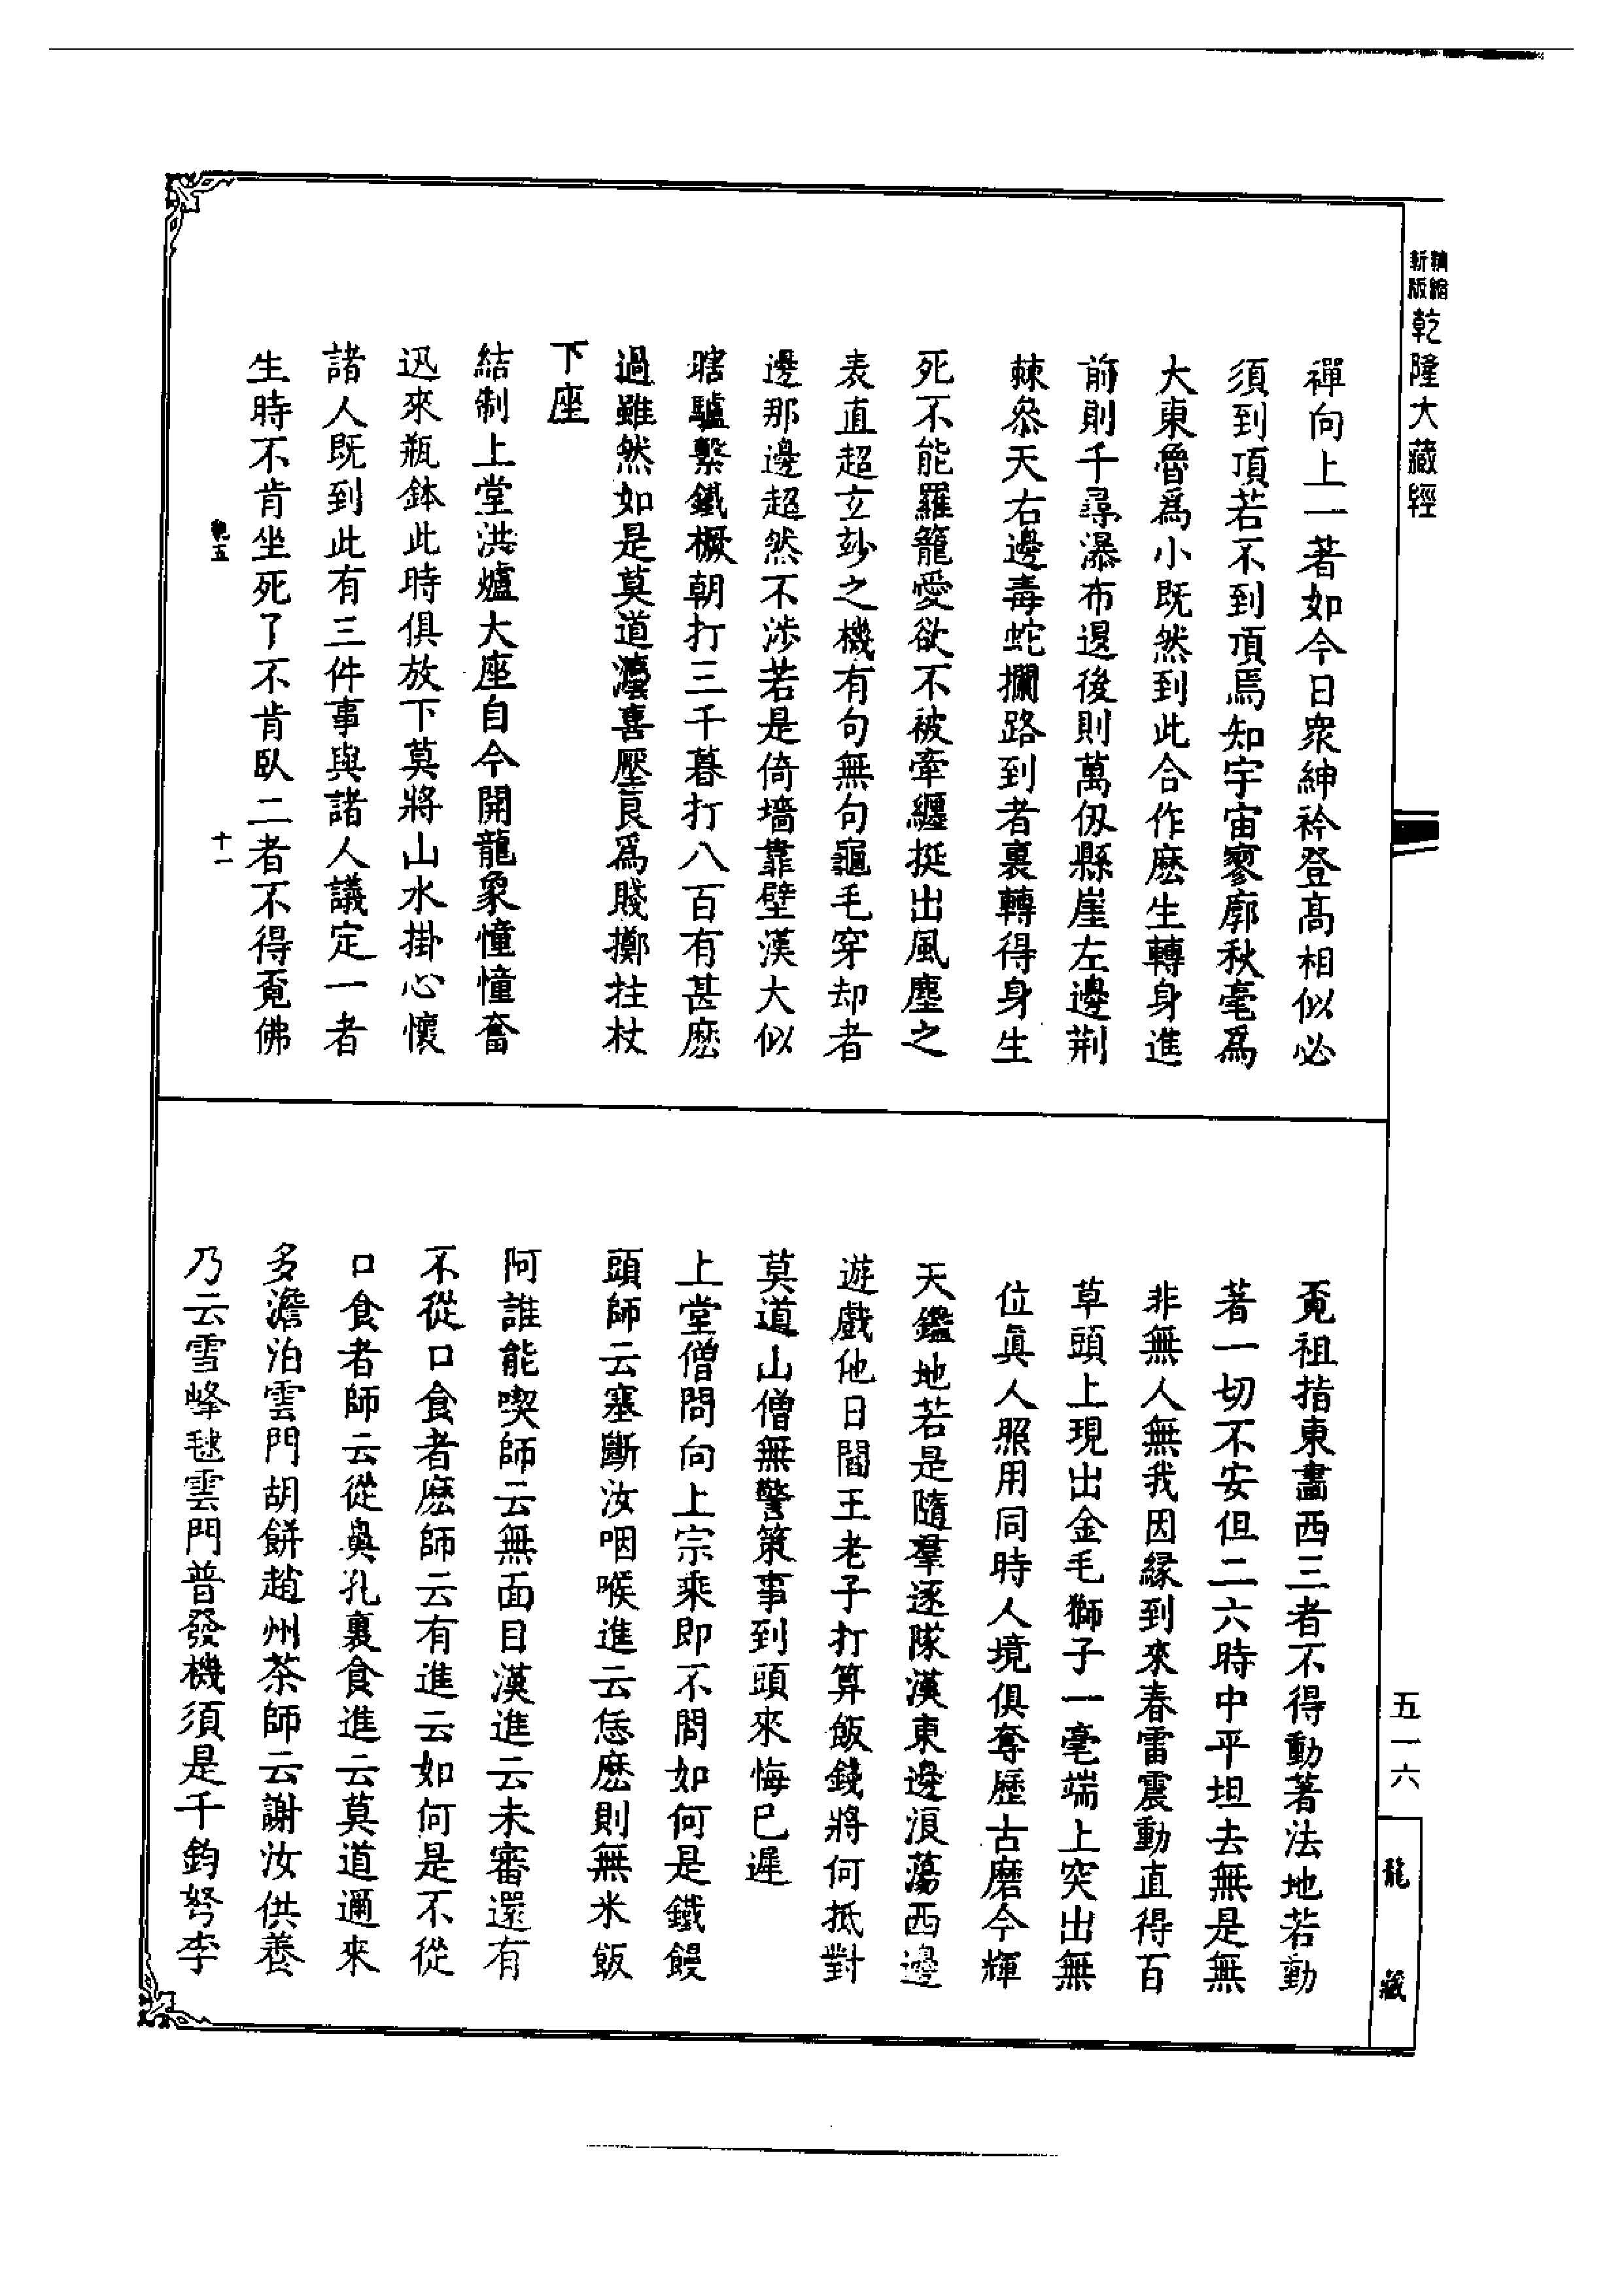 精縮新版乾隆大藏經
禪向上一著如今日眾紳衿登高相似必
須到頂若不到頂焉知宇宙寥廓秋毫爲
大東魯爲小既然到此合作麽生轉身進
前則千尋瀑布退後則萬仭縣崖左邊荆
棘叅天右邊毒蛇攔路到者裏轉得身生
死不能羅籠愛欲不被牽纏挺出風塵之
表直超玄玅之機有句無句龜毛穿却者
邊那邊超然不涉若是倚墻靠壁漢大似
瞎驢繫鐵橛朝打三千暮打八百有甚麽
過雖然如是莫道壓良爲賤擲拄杖
下座
結制上堂洪爐大座自今開龍象憧憧奮
迅來瓶鉢此時俱放下莫將山水掛心懷
諸人既到此有三件事與諸人議定一者
生時不肯坐死了不肯臥二者不得覔佛
十一
五一六
龍藏
覔祖指東畫西三者不得動著法地若動
著一切不安但二六時中平坦去無是無
非無人無我因緣到來春雷震動直得百
草頭上現出金毛獅子一毫端上突出無
位眞人照用同時人境俱奪歷古磨今輝
天鑑地若是隨羣逐隊漢東邊浪蕩西邊
遊戲他日閻王老子打算飯錢將何抵對
莫道山僧無警策事到頭來悔已遲
上堂僧問向上宗乘即不問如何是鐵饅
頭師云塞斷汝咽喉進云恁麽則無米飯
阿誰能喫師云無面目漢進云未審還有
不從口食者麽師云有進云如何是不從
口食者師云從鼻孔裏食進云莫道邇來
多澹泊雲門胡餅趙州茶師云謝汝供養
乃云雪峰毬雲門普發機須是千鈞弩李